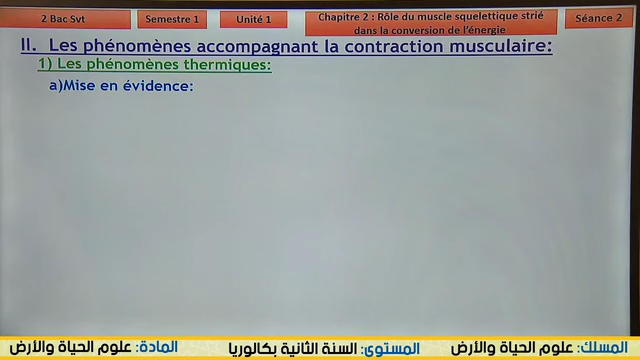 2 Bac Svt
Semestre 1
Unité 1
Chapitre 2 : Rôle du muscle squelettique strié
dans la conversion de l'énergie
Séance 2
II. Les phénomènes accompagnant la contraction musculaire:
1) Les phénomènes thermiques:
a)Mise en évidence:
المسلك: علوم الحياة والأرض
المستوى: السنة الثانية بكالوريا
المادة: علوم الحياة والأرض